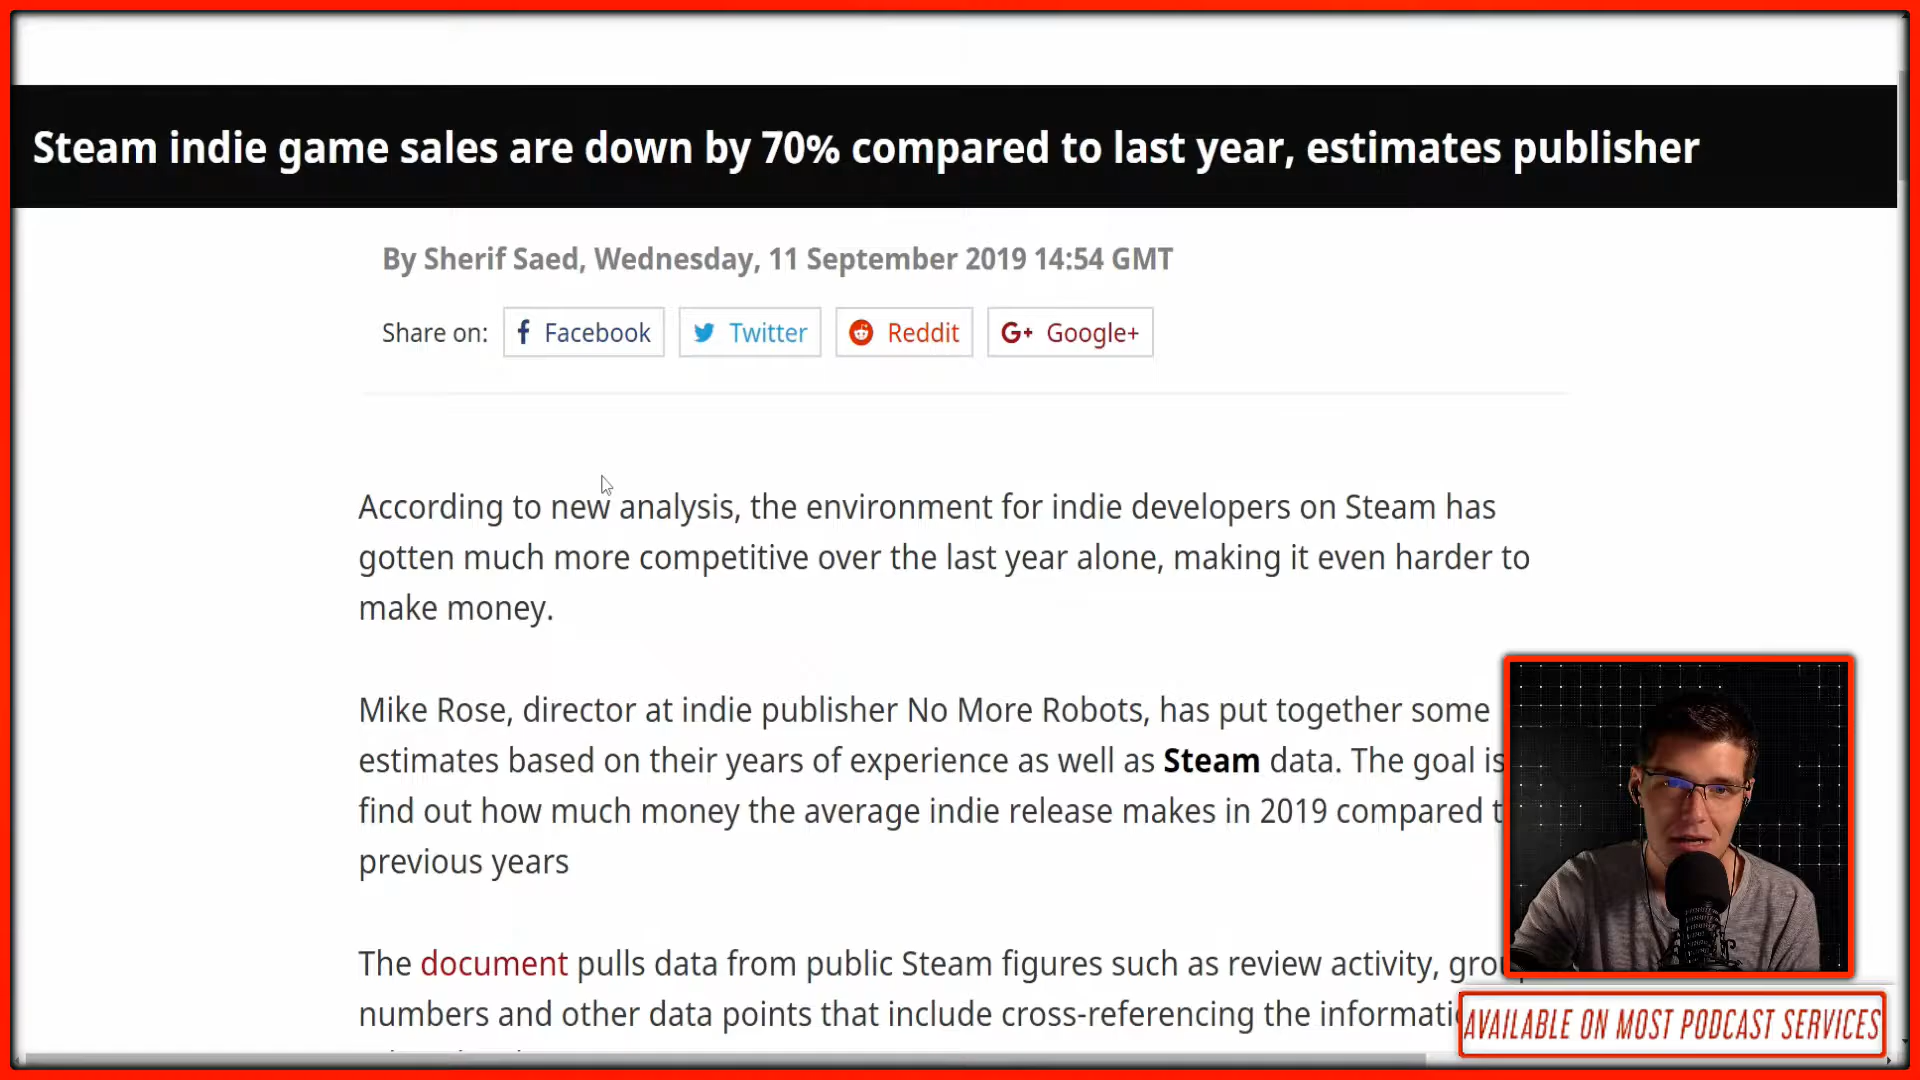 Steam indie game sales are down by 70% compared to last year, estimates publisher
By Sherif Saed, Wednesday, 11 September 2019 14:54 GMT
Share on: Facebook Twitter Reddit G+ Google+
According to new analysis, the environment for indie developers on Steam has
gotten much more competitive over the last year alone, making it even harder to
make money.
Mike Rose, director at indie publisher No More Robots, has put together some
estimates based on their years of experience as well as Steam data. The goal is
find out how much money the average indie release makes in 2019 compared
previous years
The document pulls data from public Steam figures such as review activity,
numbers and other data points that include cross-referencing the
AVAILABLE ON MOST PODCAST SERVICES